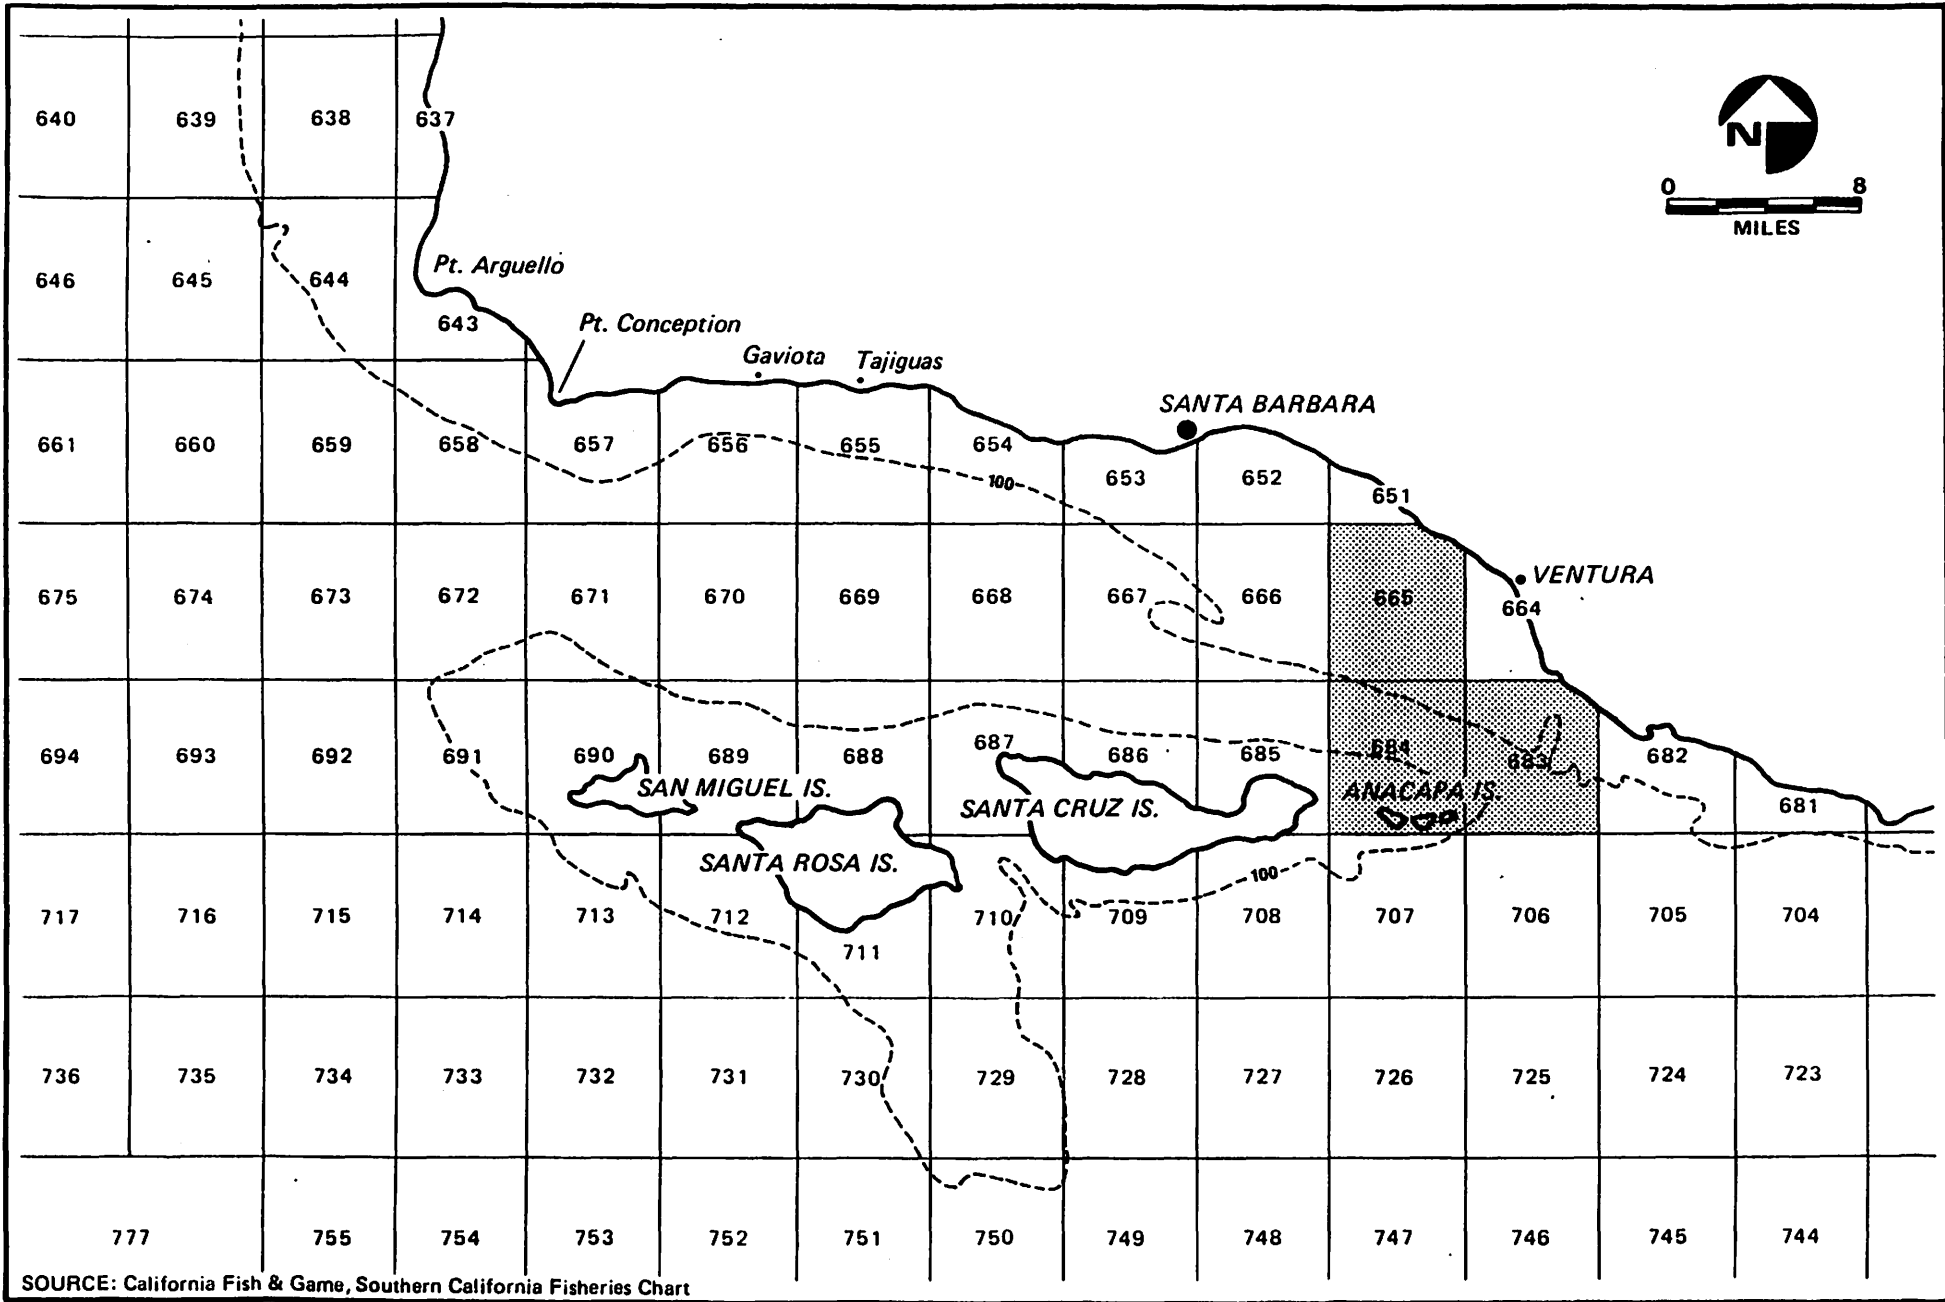 640 639 638 637
N
0 8
MILES
646 645 644 Pt. Arguello
643 Pt. Conception
Gaviota Tajiguas
SANTA BARBARA
661 660 659 658 657 656 655 654
100 653 652 651
VENTURA
675 674 673 672 671 670 669 668 667 666 665 664
694 693 692 691 690 689 688 687 686 685 684 683 682
SAN MIGUEL IS. SANTA CRUZ IS. ANACAPA IS. 681
SANTA ROSA IS. 100
717 716 715 714 713 712 710 709 708 707 706 705 704
711
736 735 734 733 732 731 730 729 728 727 726 725 724 723
777 755 754 753 752 751 750 749 748 747 746 745 744
SOURCE: California Fish & Game, Southern California Fisheries Chart